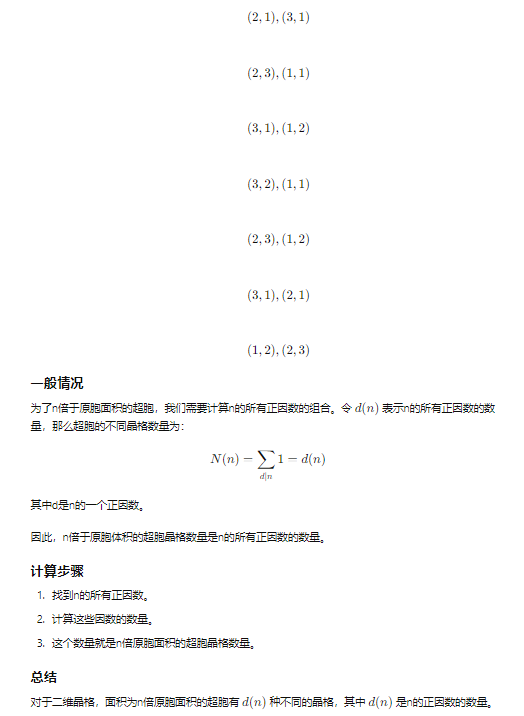 (2, 1), (3, 1)
(2, 3), (1, 1)
(3, 1), (1, 2)
(3, 2), (1, 1)
(2, 3), (1, 2)
(3, 1), (2, 1)
(1, 2), (2, 3)
一般情况
为了n倍于原胞面积的超胞，我们需要计算n的所有正因数的组合。令 d(n) 表示n的所有正因数的数
量，那么超胞的不同晶格数量为：
N(n) = ∑_{d|n} 1 = d(n)
其中d是n的一个正因数。
因此，n倍于原胞体积的超胞晶格数量是n的所有正因数的数量。
计算步骤
1. 找到n的所有正因数。
2. 计算这些因数的数量。
3. 这个数量就是n倍原胞面积的超胞晶格数量。
总结
对于二维晶格，面积为n倍原胞面积的超胞有 d(n) 种不同的晶格，其中 d(n) 是n的正因数的数量。